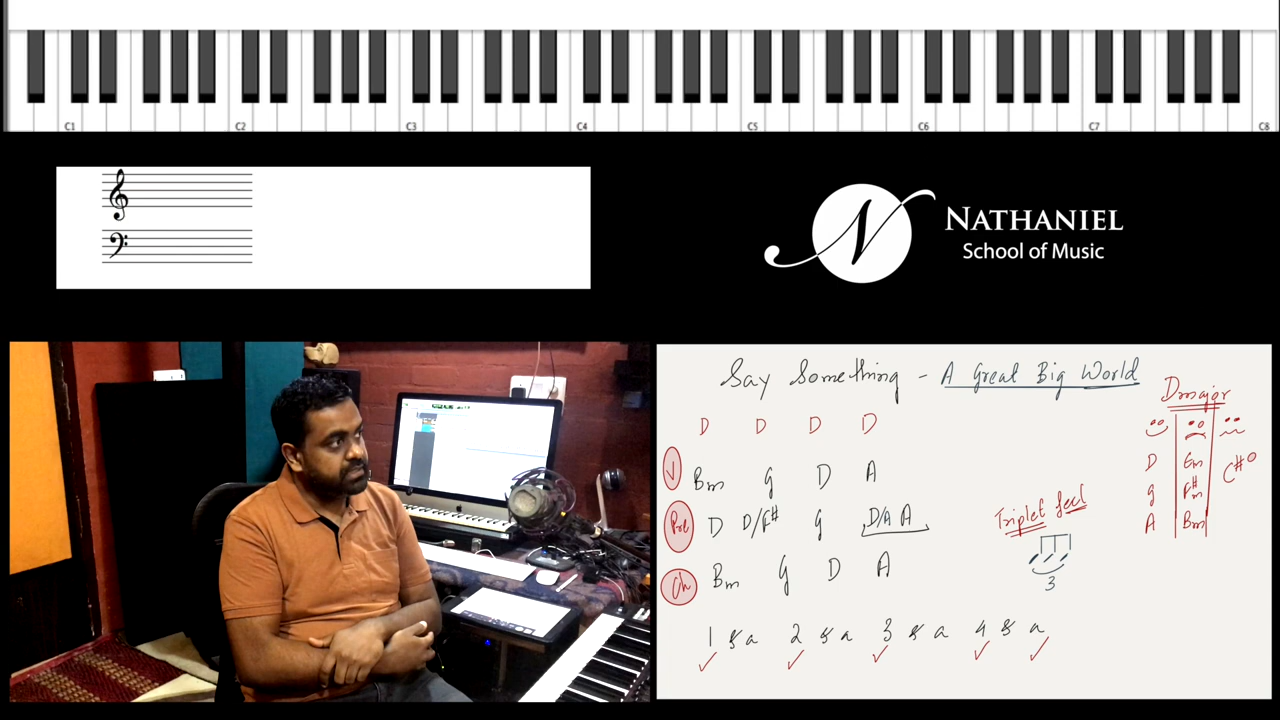 C1 C2 C3 C4 C5 C6 C7 C8
N
NATHANIEL
School of Music
Say Something - A Great Big World
D major
D D D D
V Bm G D A
Pre D D/F# G D/A A
Ch Bm G D A
D Em C#°
G F#m
A Bm
Triplet feel
3
1 & a 2 & a 3 & a 4 & a